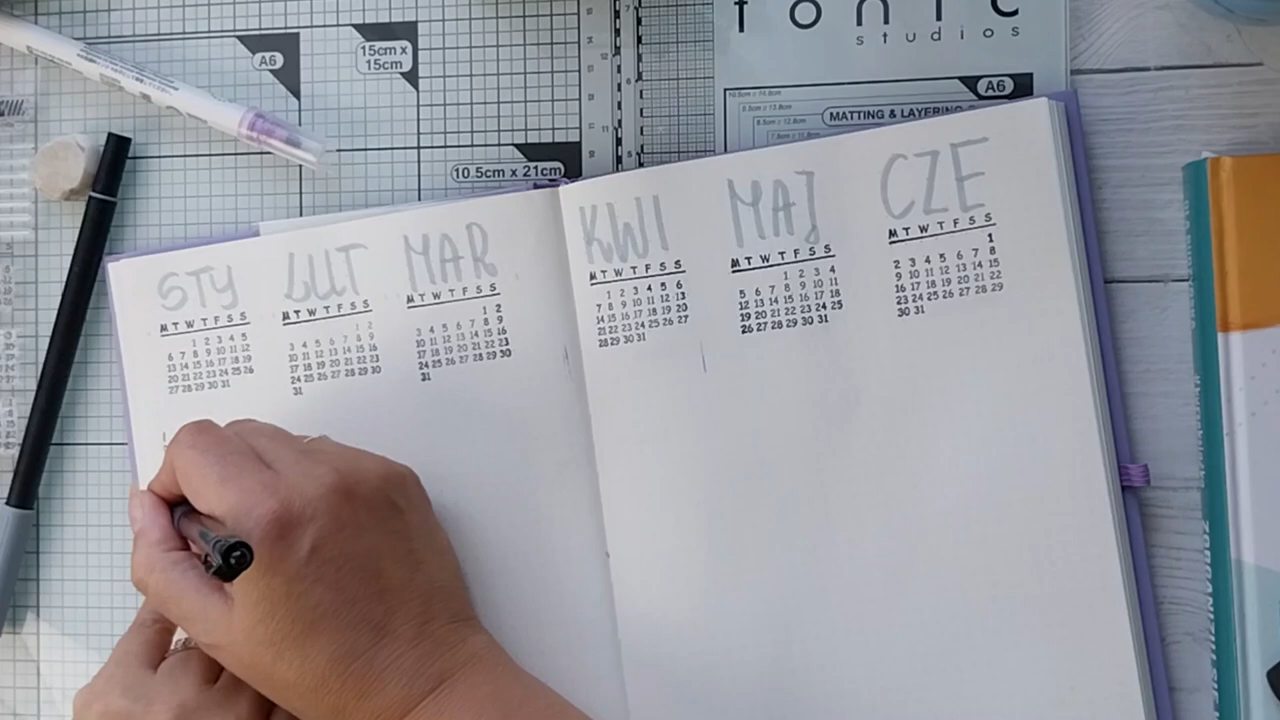 A6
15cm x
15cm
10.5cm x 21cm
tonic
studios
A6
MATTING & LAYERING
STY
M T W T F S S
1 2 3 4 5
6 7 8 9 10 11 12
13 14 15 16 17 18 19
20 21 22 23 24 25 26
27 28 29 30 31
LUT
M T W T F S S
1 2
3 4 5 6 7 8 9
10 11 12 13 14 15 16
17 18 19 20 21 22 23
24 25 26 27 28 29 30
31
MAR
M T W T F S S
1 2
3 4 5 6 7 8 9
10 11 12 13 14 15 16
17 18 19 20 21 22 23
24 25 26 27 28 29 30
31
KWI
M T W T F S S
1 2 3 4 5 6
7 8 9 10 11 12 13
14 15 16 17 18 19 20
21 22 23 24 25 26 27
28 29 30 31
MAJ
M T W T F S S
1 2 3 4
5 6 7 8 9 10 11
12 13 14 15 16 17 18
19 20 21 22 23 24 25
26 27 28 29 30 31
CZE
M T W T F S S
1
2 3 4 5 6 7 8
9 10 11 12 13 14 15
16 17 18 19 20 21 22
23 24 25 26 27 28 29
30 31